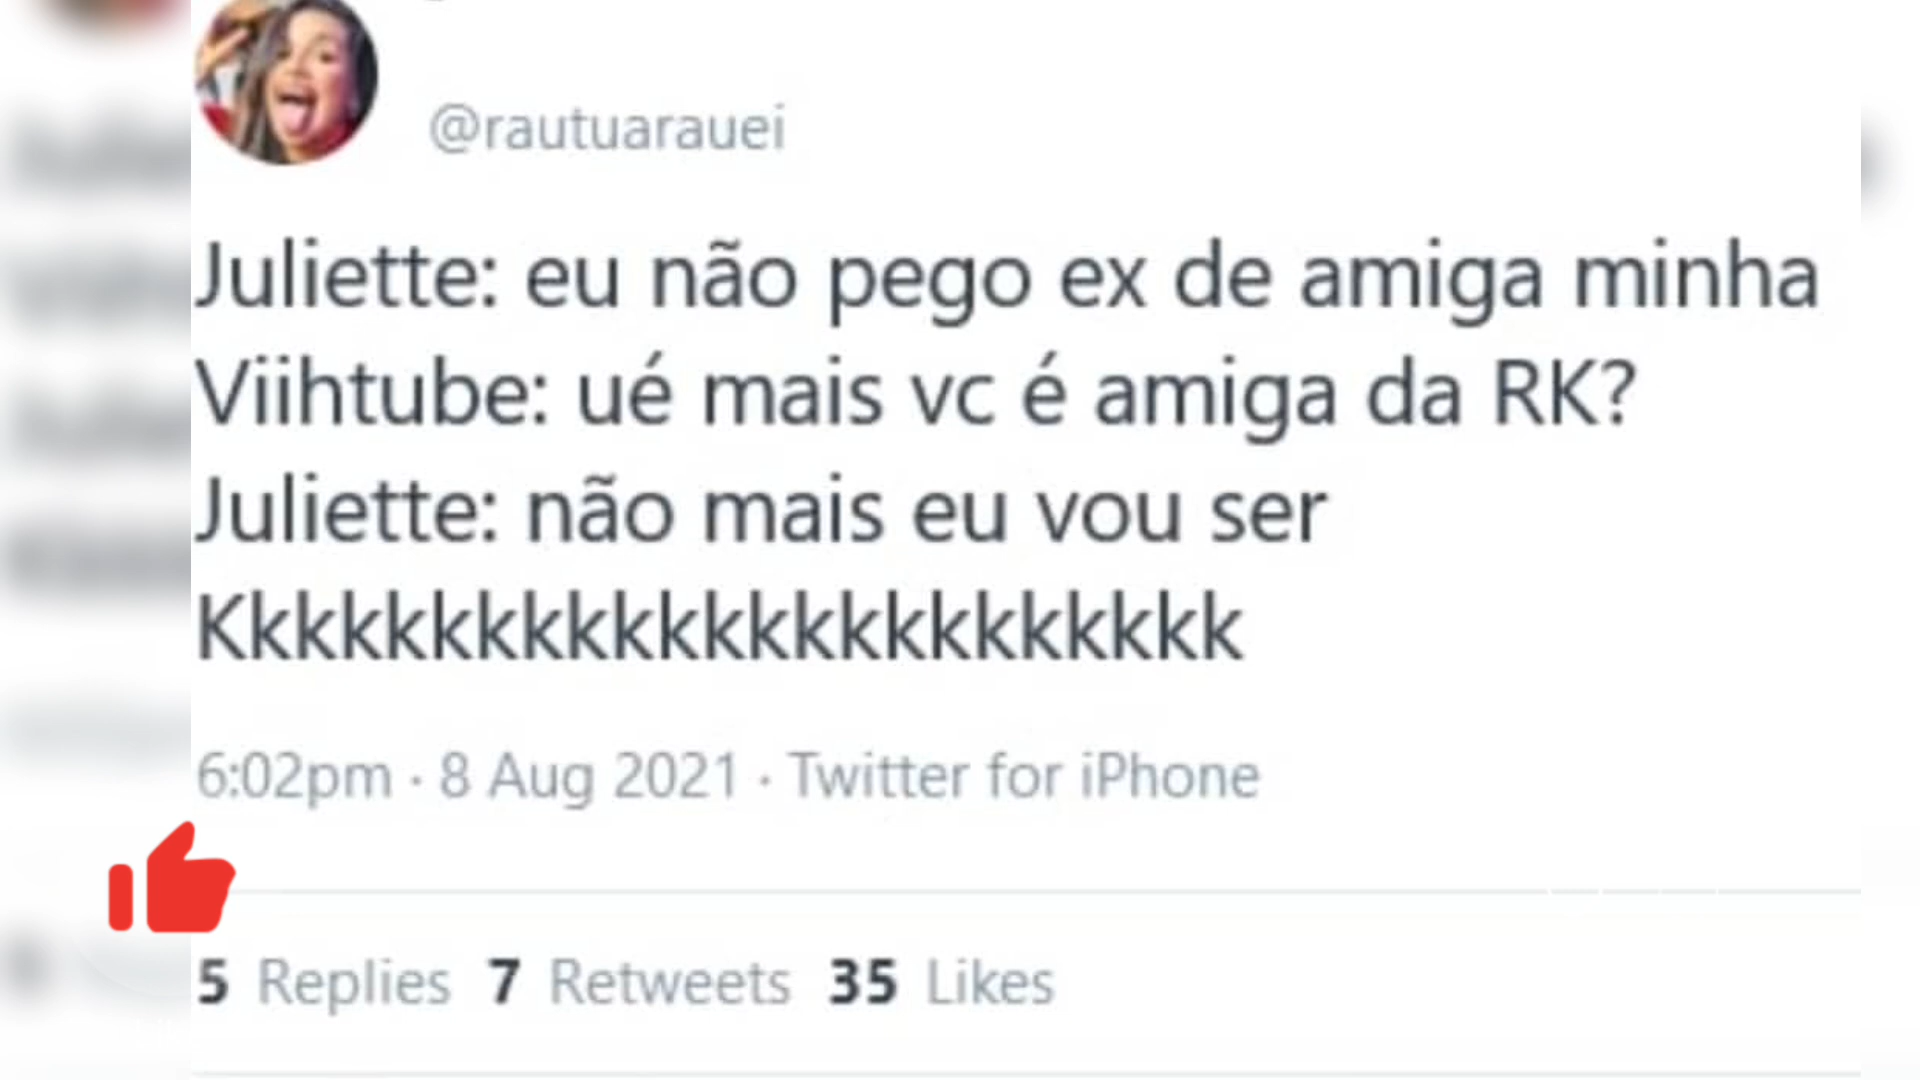 @rautuarauei
Juliette: eu não pego ex de amiga minha
Viihtube: ué mais vc é amiga da RK?
Juliette: não mais eu vou ser
Kkkkkkkkkkkkkkkkkkkkkkk
6:02pm · 8 Aug 2021 · Twitter for iPhone
5 Replies 7 Retweets 35 Likes